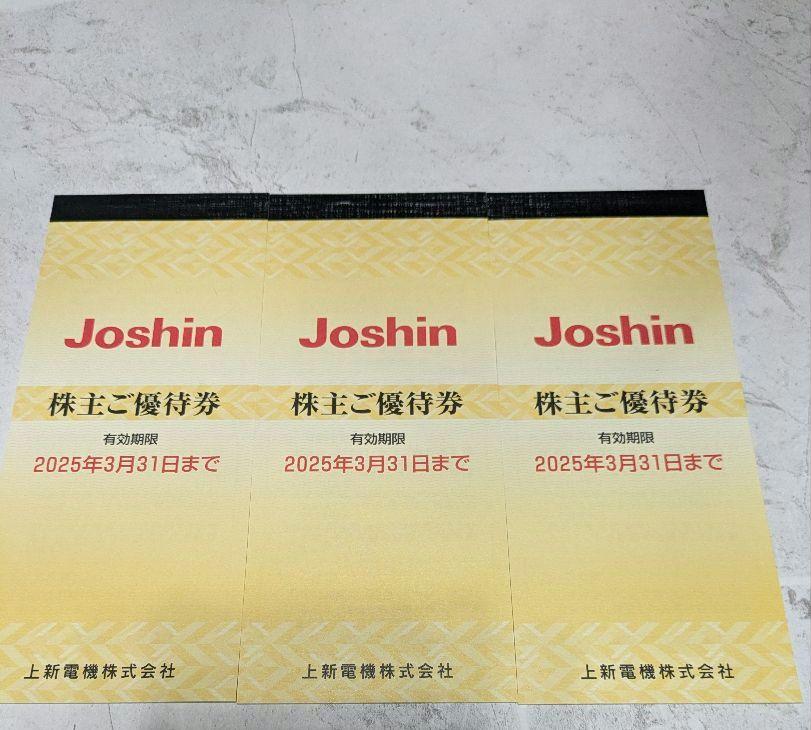 Joshin
株主ご優待券
有効期限
2025年3月31日まで
上新電機株式会社
Joshin
株主ご優待券
有効期限
2025年3月31日まで
上新電機株式会社
Joshin
株主ご優待券
有効期限
2025年3月31日まで
上新電機株式会社